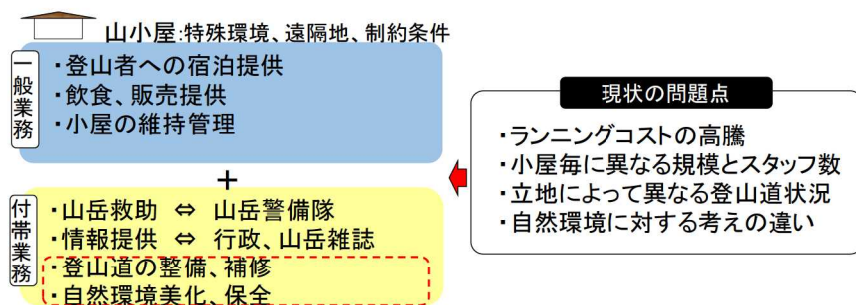 山小屋:特殊環境、遠隔地、制約条件
一般業務
・登山者への宿泊提供
・飲食、販売提供
・小屋の維持管理
＋
付帯業務
・山岳救助 ⇔ 山岳警備隊
・情報提供 ⇔ 行政、山岳雑誌
・登山道の整備、補修
・自然環境美化、保全
現状の問題点
・ランニングコストの高騰
・小屋毎に異なる規模とスタッフ数
・立地によって異なる登山道状況
・自然環境に対する考えの違い